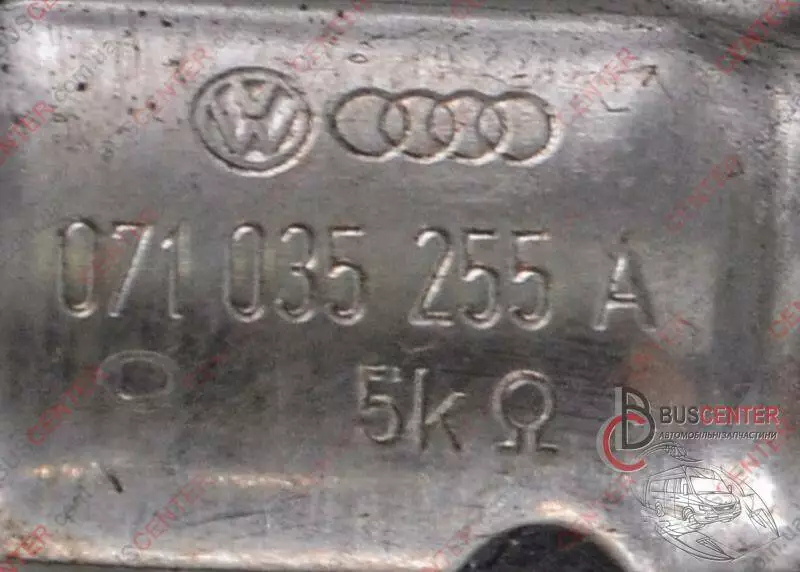 071 035 255 A
5kΩ
BUSCENTER
АВТОМОБІЛЬНІ ЗАПЧАСТИНИ